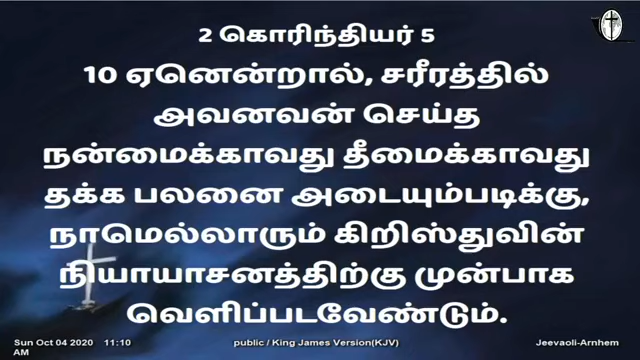 2 கொரிந்தியர் 5
10 ஏனென்றால், சரீரத்தில்
அவனவன் செய்த
நன்மைக்காவது தீமைக்காவது
தக்க பலனை அடையும்படிக்கு,
நாமெல்லாரும் கிறிஸ்துவின்
நியாயாசனத்திற்கு முன்பாக
வெளிப்படவேண்டும்.
Sun Oct 04 2020 11:10
AM
public / King James Version(KJV)
Jeevaoli-Arnhem